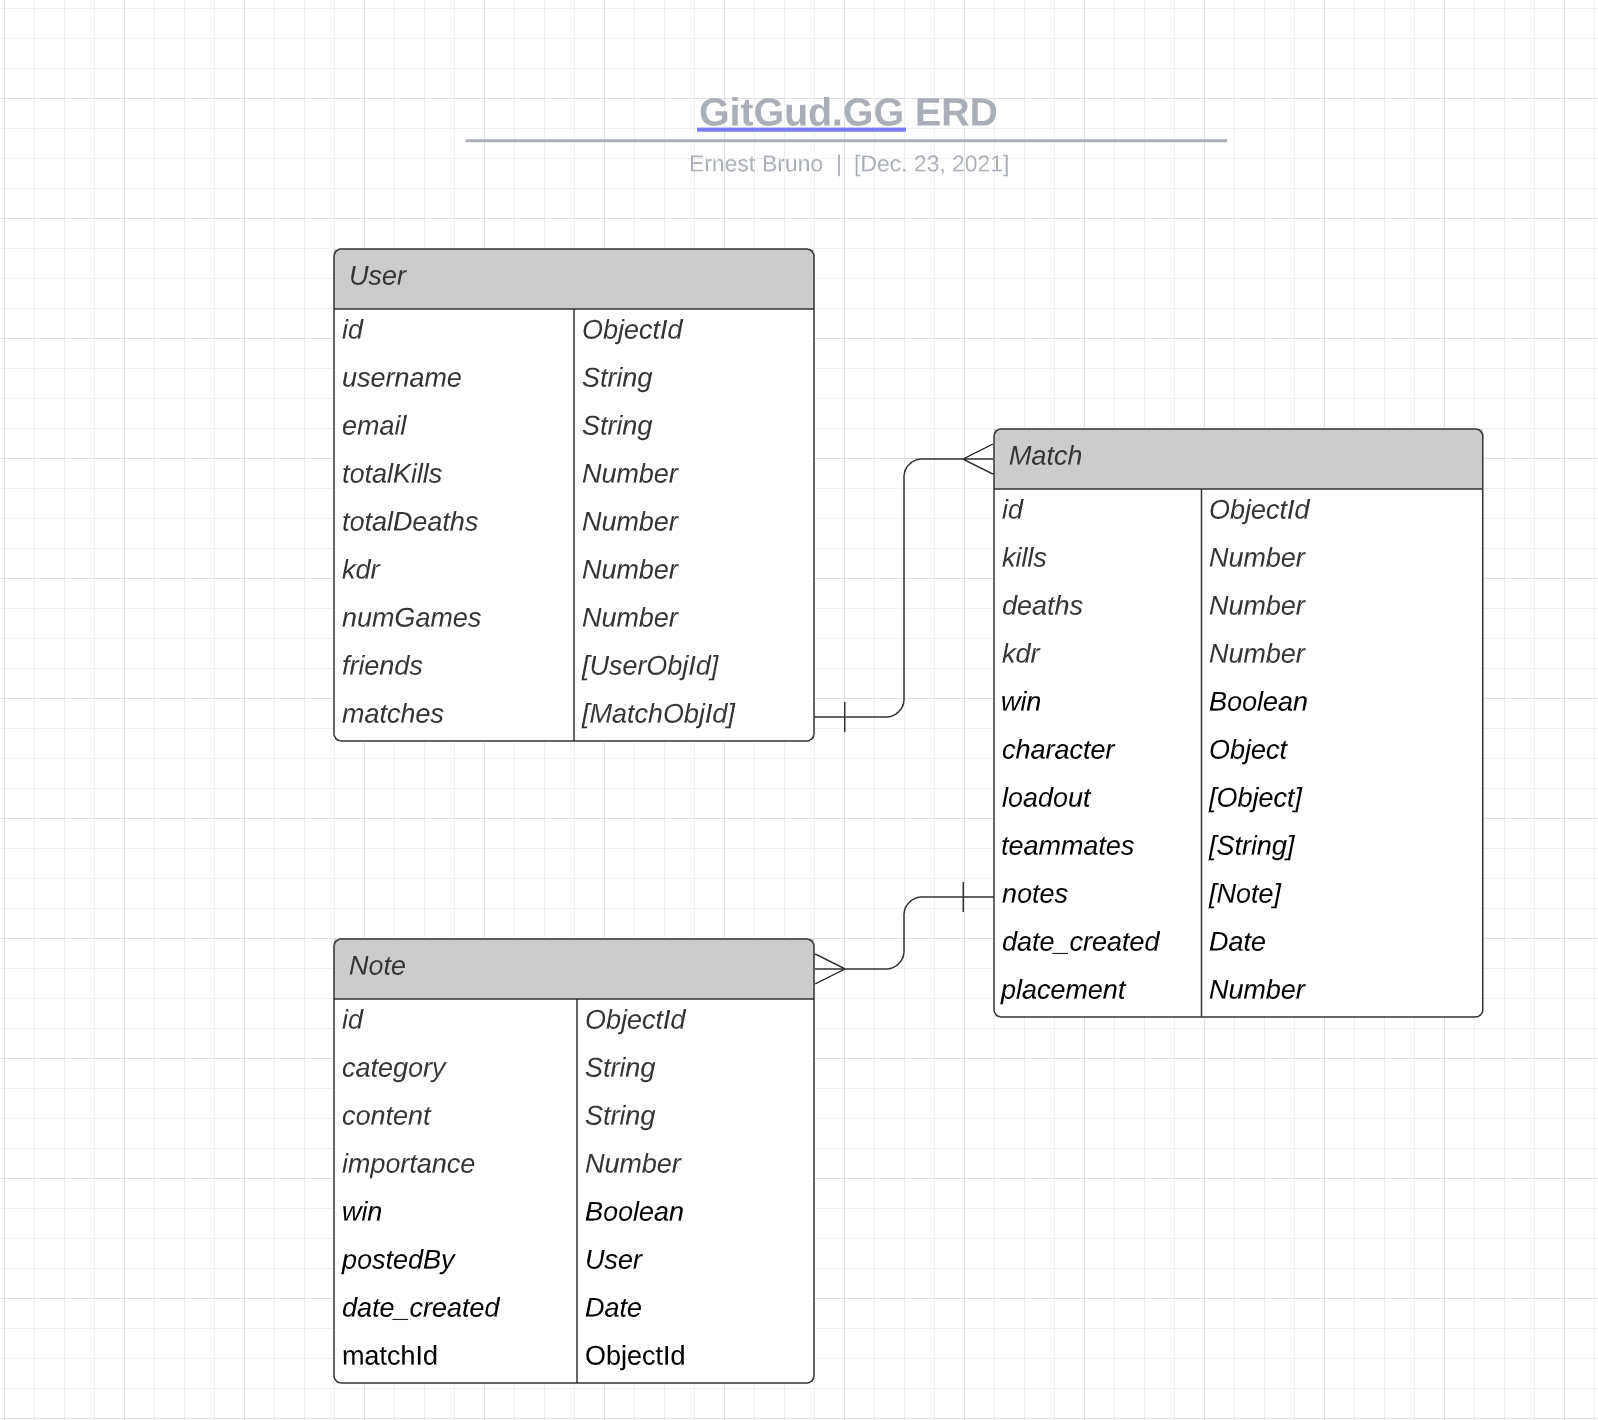 GitGud.GG ERD
Ernest Bruno | [Dec. 23, 2021]
User
id ObjectId
username String
email String
totalKills Number
totalDeaths Number
kdr Number
numGames Number
friends [UserObjId]
matches [MatchObjId]
Match
id ObjectId
kills Number
deaths Number
kdr Number
win Boolean
character Object
loadout [Object]
teammates [String]
notes [Note]
date_created Date
placement Number
Note
id ObjectId
category String
content String
importance Number
win Boolean
postedBy User
date_created Date
matchId ObjectId